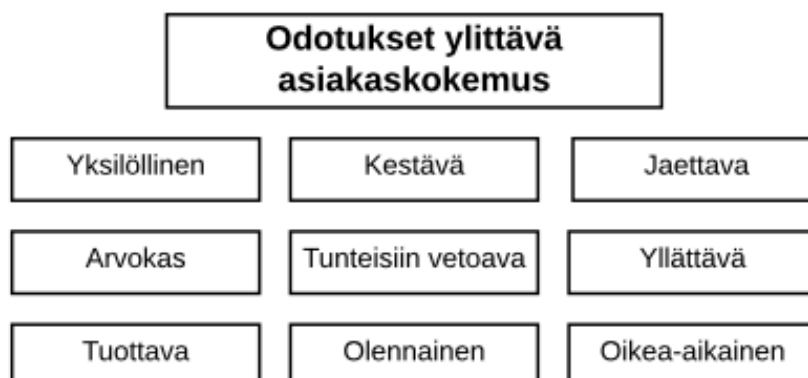 Odotukset ylittävä
asiakaskokemus
Yksilöllinen
Kestävä
Jaettava
Arvokas
Tunteisiin vetoava
Yllättävä
Tuottava
Olennainen
Oikea-aikainen